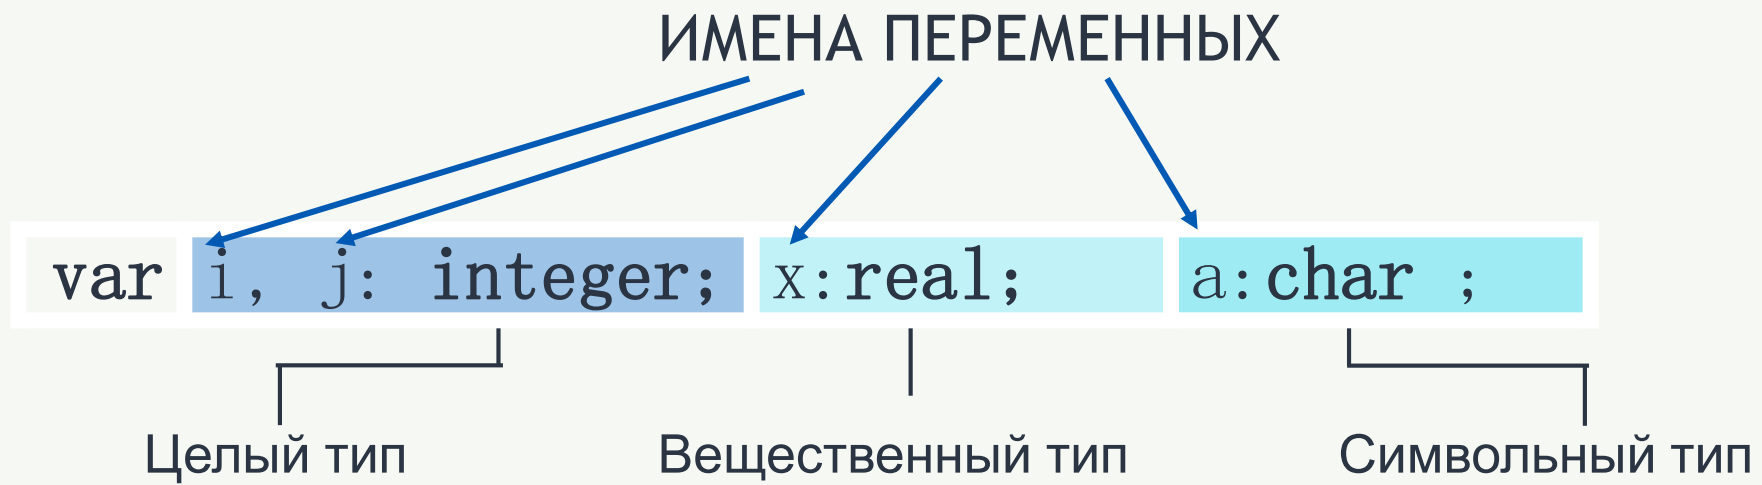 ИМЕНА ПЕРЕМЕННЫХ
var i, j: integer; x:real; a:char ;
Целый тип Вещественный тип Символьный тип